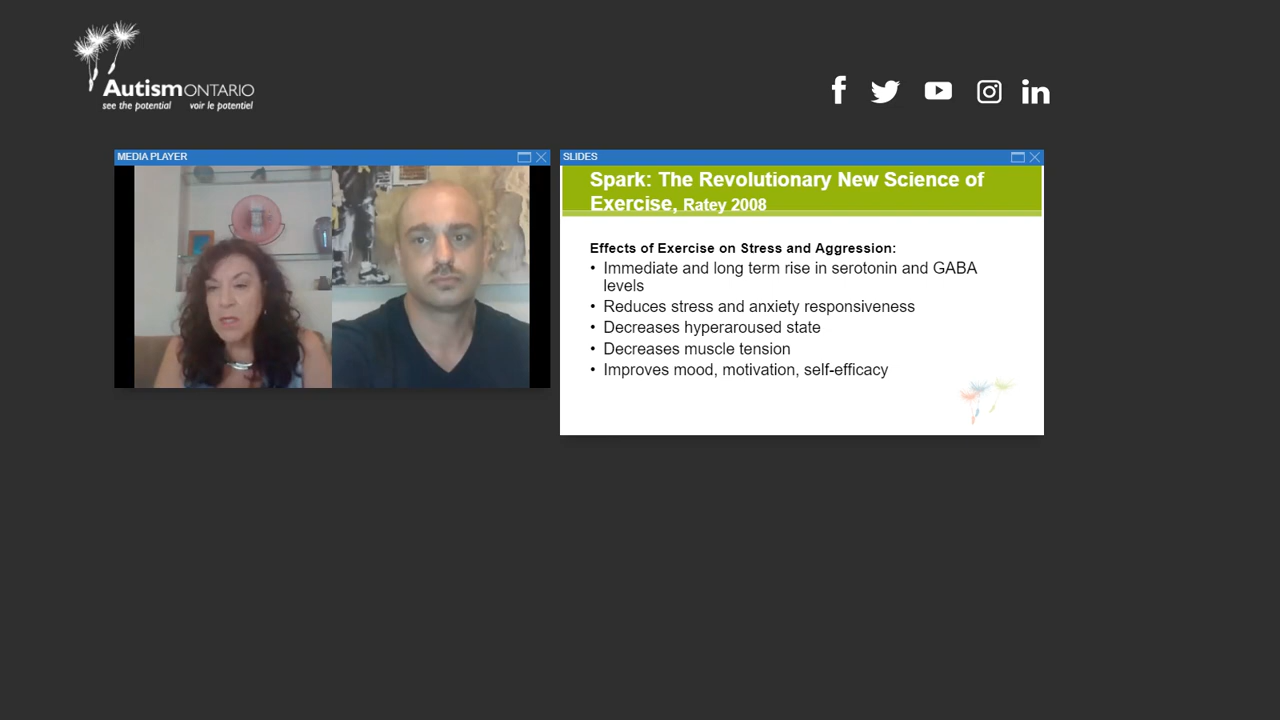 Autism ONTARIO
see the potential voir le potentiel
MEDIA PLAYER
SLIDES
Spark: The Revolutionary New Science of
Exercise, Ratey 2008
Effects of Exercise on Stress and Aggression:
• Immediate and long term rise in serotonin and GABA
levels
• Reduces stress and anxiety responsiveness
• Decreases hyperaroused state
• Decreases muscle tension
• Improves mood, motivation, self-efficacy